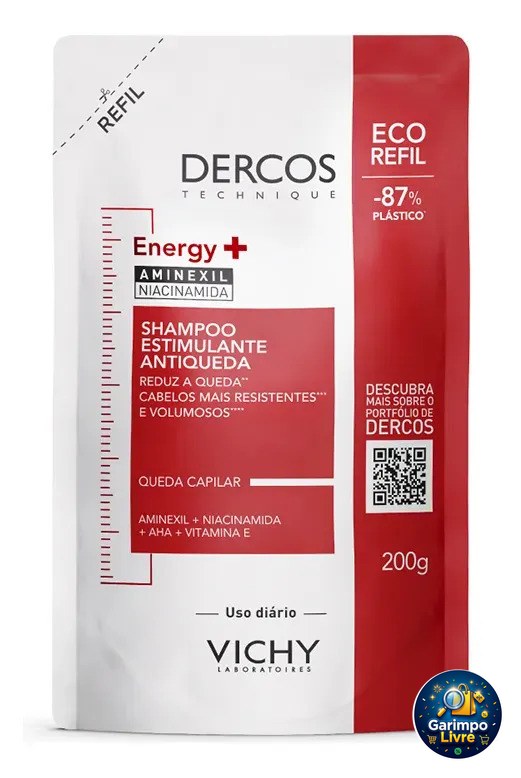 REFIL
DERCOS
TECHNIQUE
ECO
REFIL
-87%
PLÁSTICO*
Energy +
AMINEXIL
NIACINAMIDA
SHAMPOO
ESTIMULANTE
ANTIQUEDA
REDUZ A QUEDA**
CABELOS MAIS RESISTENTES***
E VOLUMOSOS****
DESCUBRA
MAIS SOBRE O
PORTFÓLIO DE
DERCOS
QUEDA CAPILAR
AMINEXIL + NIACINAMIDA
+ AHA + VITAMINA E
200g
Uso diário
VICHY
LABORATOIRES
Garimpo
Livre